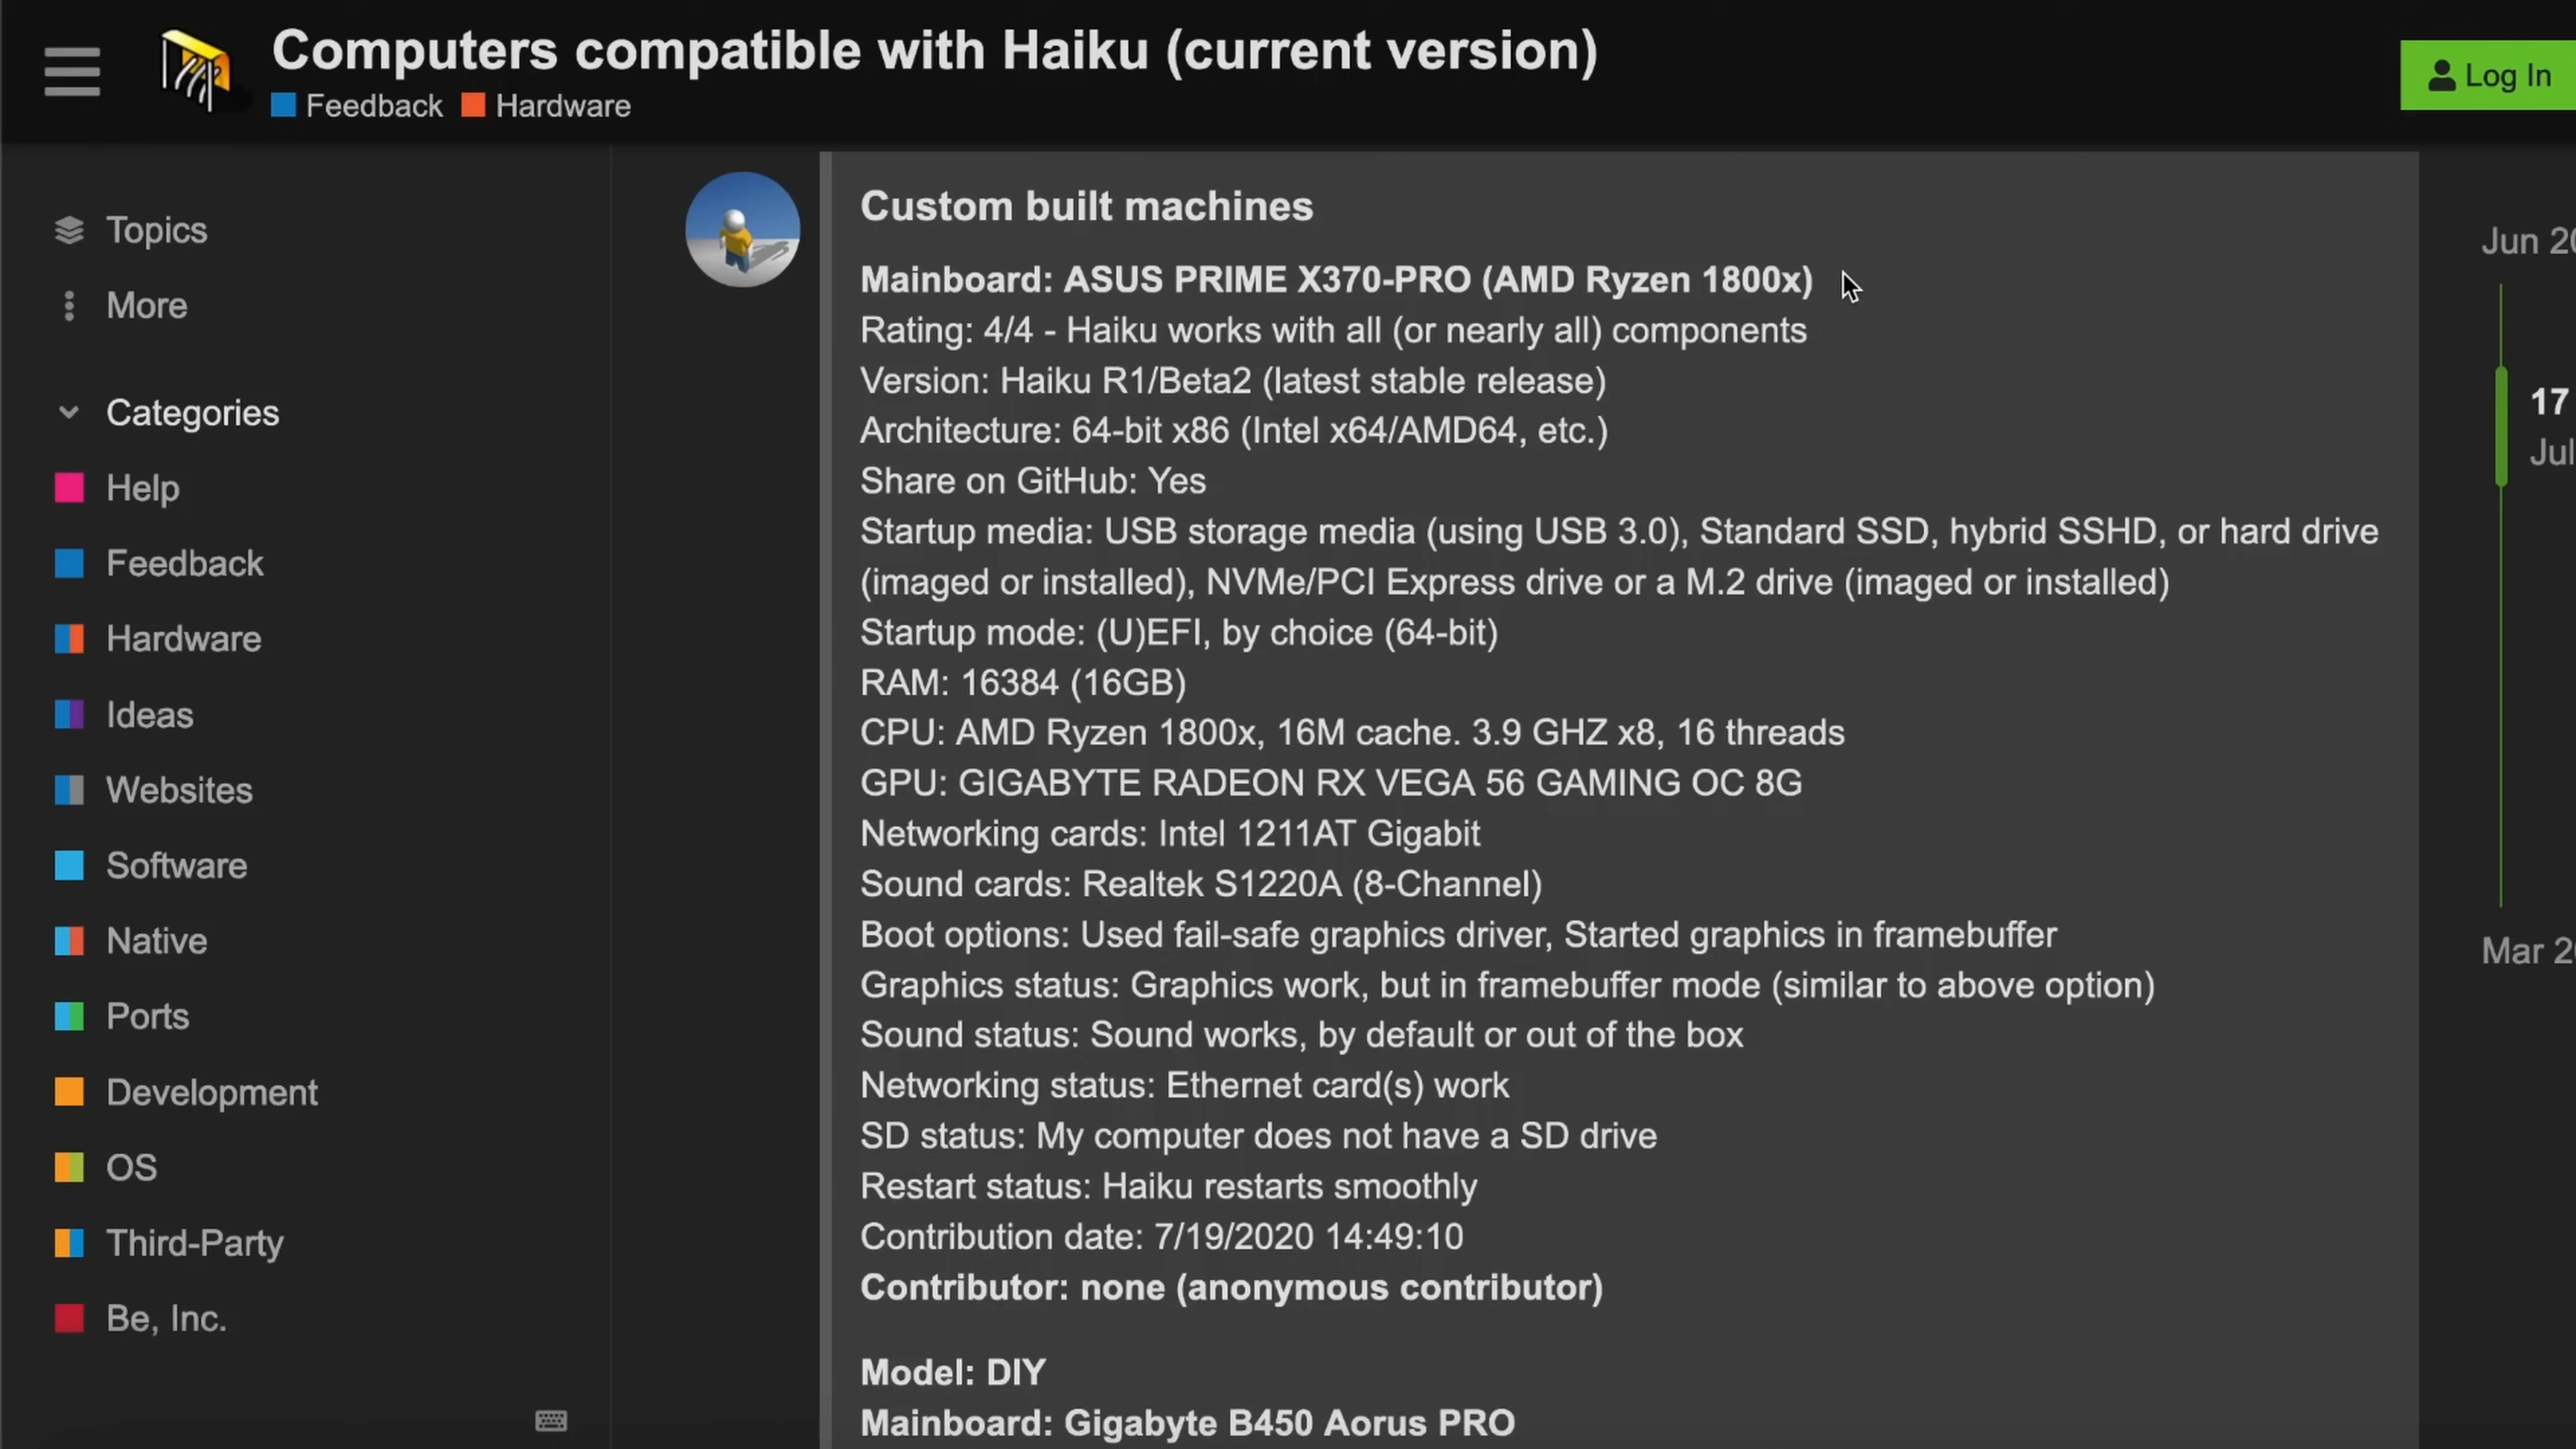 Computers compatible with Haiku (current version)
Feedback Hardware
Log In
Topics
More
Categories
Help
Feedback
Hardware
Ideas
Websites
Software
Native
Ports
Development
OS
Third-Party
Be, Inc.
Custom built machines
Mainboard: ASUS PRIME X370-PRO (AMD Ryzen 1800x)
Rating: 4/4 - Haiku works with all (or nearly all) components
Version: Haiku R1/Beta2 (latest stable release)
Architecture: 64-bit x86 (Intel x64/AMD64, etc.)
Share on GitHub: Yes
Startup media: USB storage media (using USB 3.0), Standard SSD, hybrid SSHD, or hard drive
(imaged or installed), NVMe/PCI Express drive or a M.2 drive (imaged or installed)
Startup mode: (U)EFI, by choice (64-bit)
RAM: 16384 (16GB)
CPU: AMD Ryzen 1800x, 16M cache. 3.9 GHZ x8, 16 threads
GPU: GIGABYTE RADEON RX VEGA 56 GAMING OC 8G
Networking cards: Intel 1211AT Gigabit
Sound cards: Realtek S1220A (8-Channel)
Boot options: Used fail-safe graphics driver, Started graphics in framebuffer
Graphics status: Graphics work, but in framebuffer mode (similar to above option)
Sound status: Sound works, by default or out of the box
Networking status: Ethernet card(s) work
SD status: My computer does not have a SD drive
Restart status: Haiku restarts smoothly
Contribution date: 7/19/2020 14:49:10
Contributor: none (anonymous contributor)
Model: DIY
Mainboard: Gigabyte B450 Aorus PRO
Jun
17
Jul
Mar